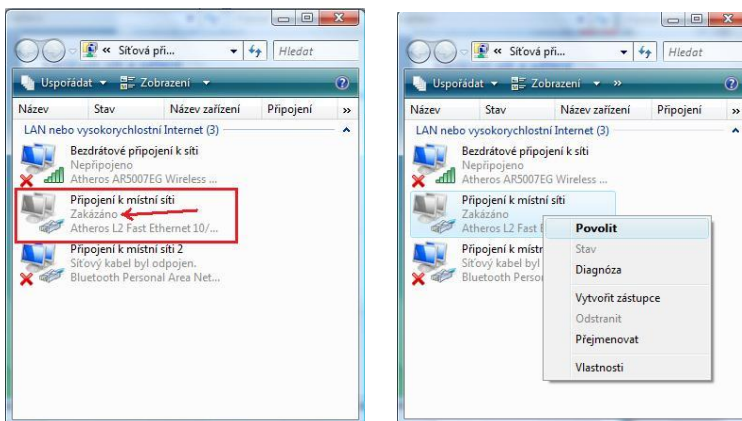 « Síťová při...
Hledat
Uspořádat
Zobrazení
Název Stav Název zařízení Připojení »
LAN nebo vysokorychlostní Internet (3)
Bezdrátové připojení k síti
Nepřipojeno
Atheros AR5007EG Wireless ...
Připojení k místní síti
Zakázáno
Atheros L2 Fast Ethernet 10/...
Připojení k místní síti 2
Síťový kabel byl odpojen.
Bluetooth Personal Area Net...
« Síťová při...
Hledat
Uspořádat
Zobrazení »
Název Stav Název zařízení Připojení »
LAN nebo vysokorychlostní Internet (3)
Bezdrátové připojení k síti
Nepřipojeno
Atheros AR5007EG Wireless ...
Připojení k místní síti
Zakázáno
Atheros L2 Fast E
Připojení k místr
Síťový kabel byl
Bluetooth Perso
Povolit
Stav
Diagnóza
Vytvořit zástupce
Odstranit
Přejmenovat
Vlastnosti